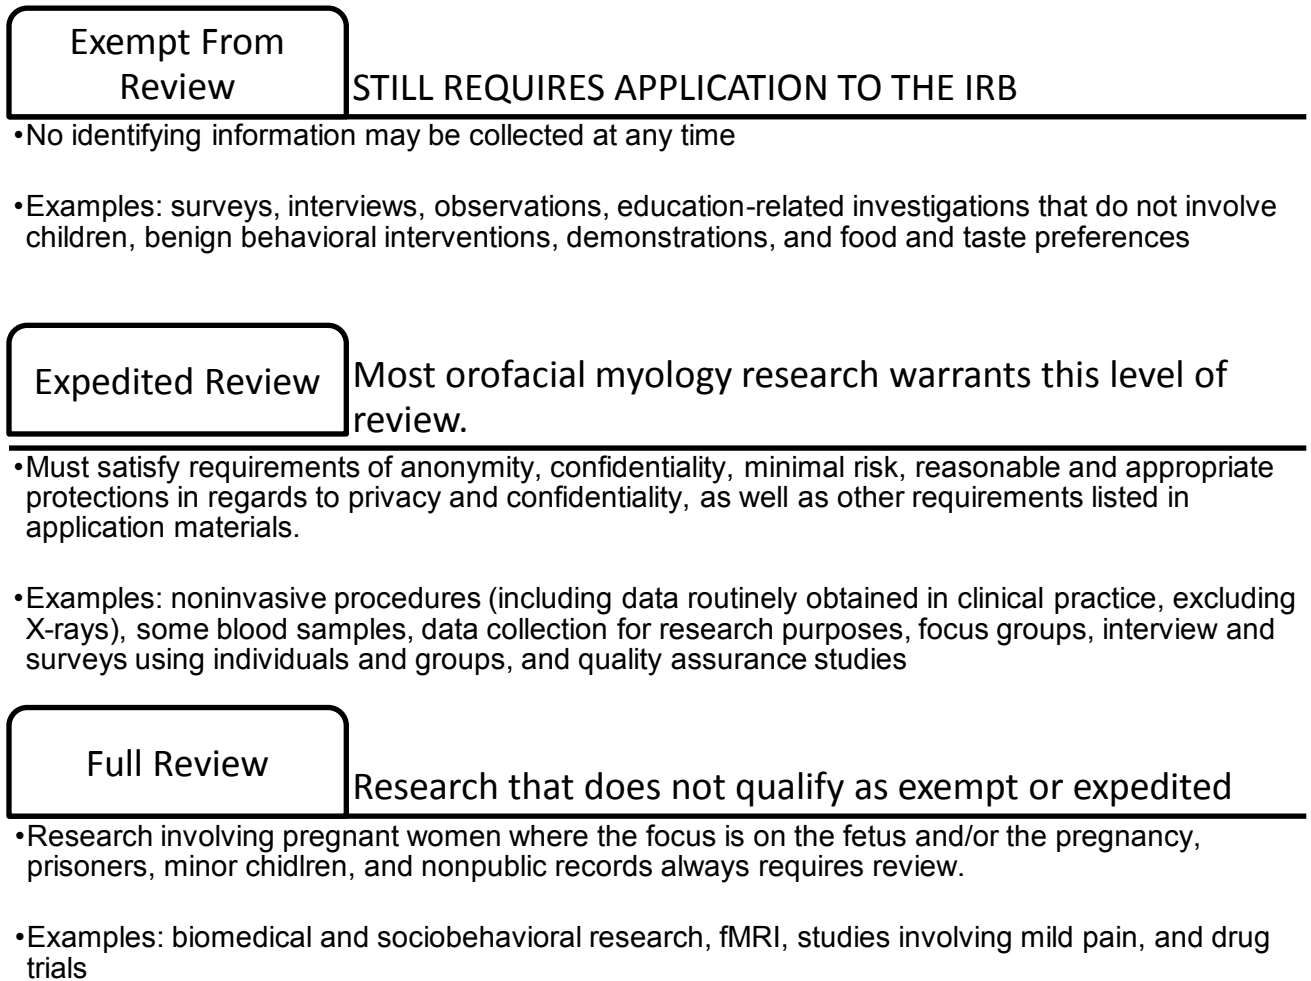 Exempt From
Review
STILL REQUIRES APPLICATION TO THE IRB
•No identifying information may be collected at any time
•Examples: surveys, interviews, observations, education-related investigations that do not involve
children, benign behavioral interventions, demonstrations, and food and taste preferences
Expedited Review
Most orofacial myology research warrants this level of
review.
•Must satisfy requirements of anonymity, confidentiality, minimal risk, reasonable and appropriate
protections in regards to privacy and confidentiality, as well as other requirements listed in
application materials.
•Examples: noninvasive procedures (including data routinely obtained in clinical practice, excluding
X-rays), some blood samples, data collection for research purposes, focus groups, interview and
surveys using individuals and groups, and quality assurance studies
Full Review
Research that does not qualify as exempt or expedited
•Research involving pregnant women where the focus is on the fetus and/or the pregnancy,
prisoners, minor chidlren, and nonpublic records always requires review.
•Examples: biomedical and sociobehavioral research, fMRI, studies involving mild pain, and drug
trials